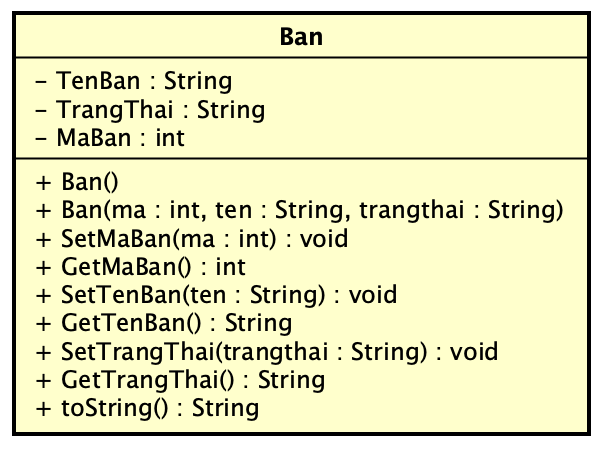 Ban
- TenBan : String
- TrangThai : String
- MaBan : int
+ Ban()
+ Ban(ma : int, ten : String, trangthai : String)
+ SetMaBan(ma : int) : void
+ GetMaBan() : int
+ SetTenBan(ten : String) : void
+ GetTenBan() : String
+ SetTrangThai(trangthai : String) : void
+ GetTrangThai() : String
+ toString() : String